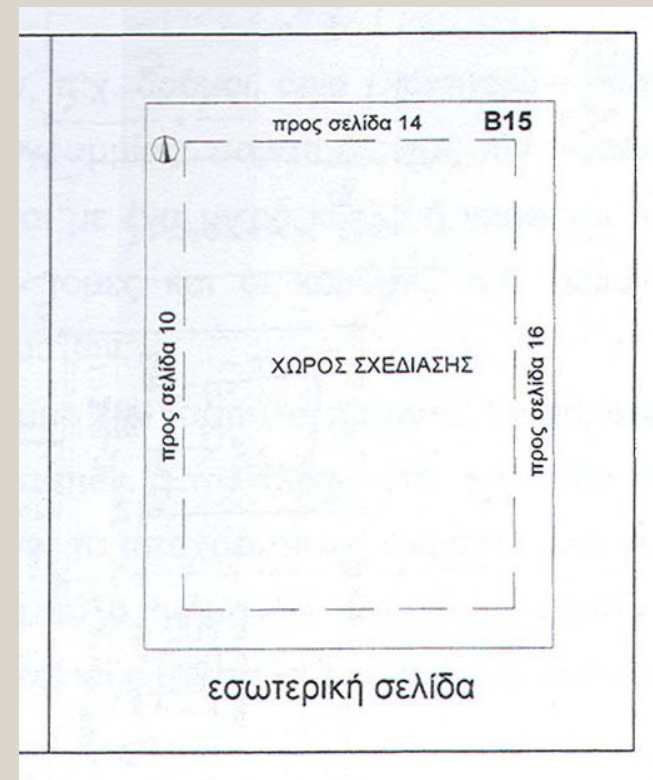 προς σελίδα 14
B15
προς σελίδα 10
ΧΩΡΟΣ ΣΧΕΔΙΑΣΗΣ
προς σελίδα 16
εσωτερική σελίδα